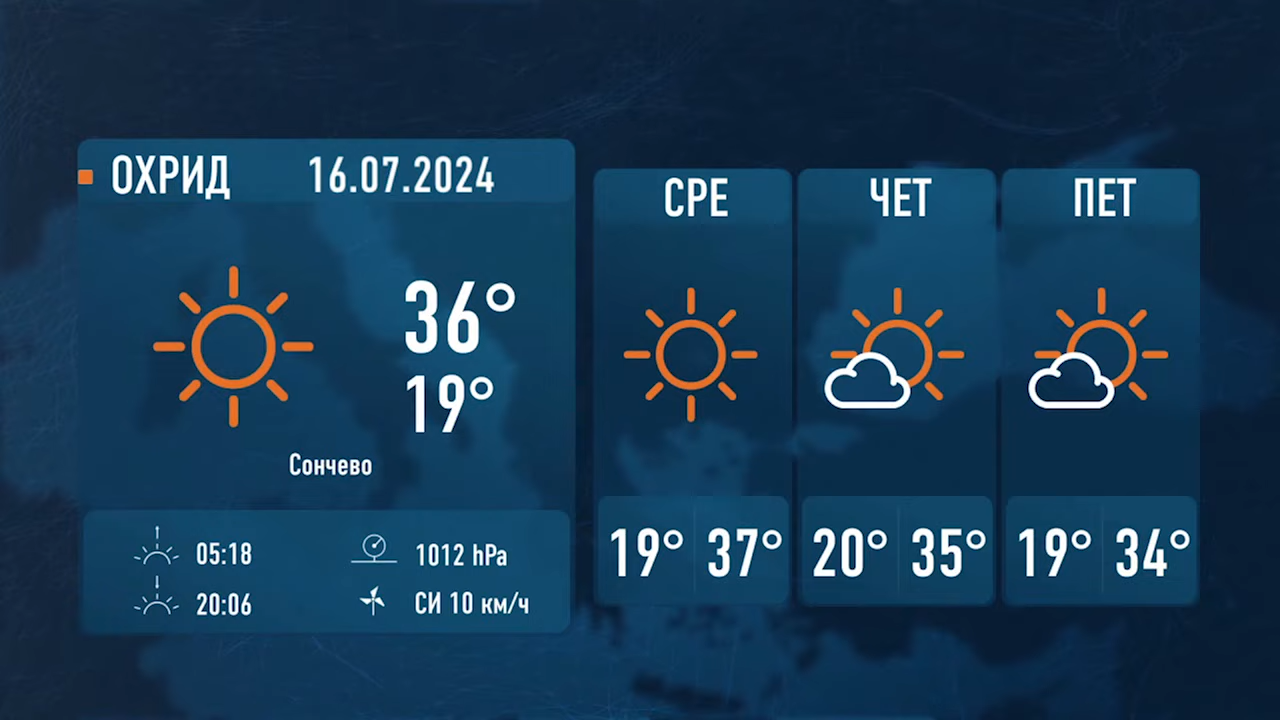 ОХРИД 16.07.2024
36°
19°
Сончево
05:18 1012 hPa
20:06 СИ 10 км/ч
СРЕ ЧЕТ ПЕТ
19° 37° 20° 35° 19° 34°